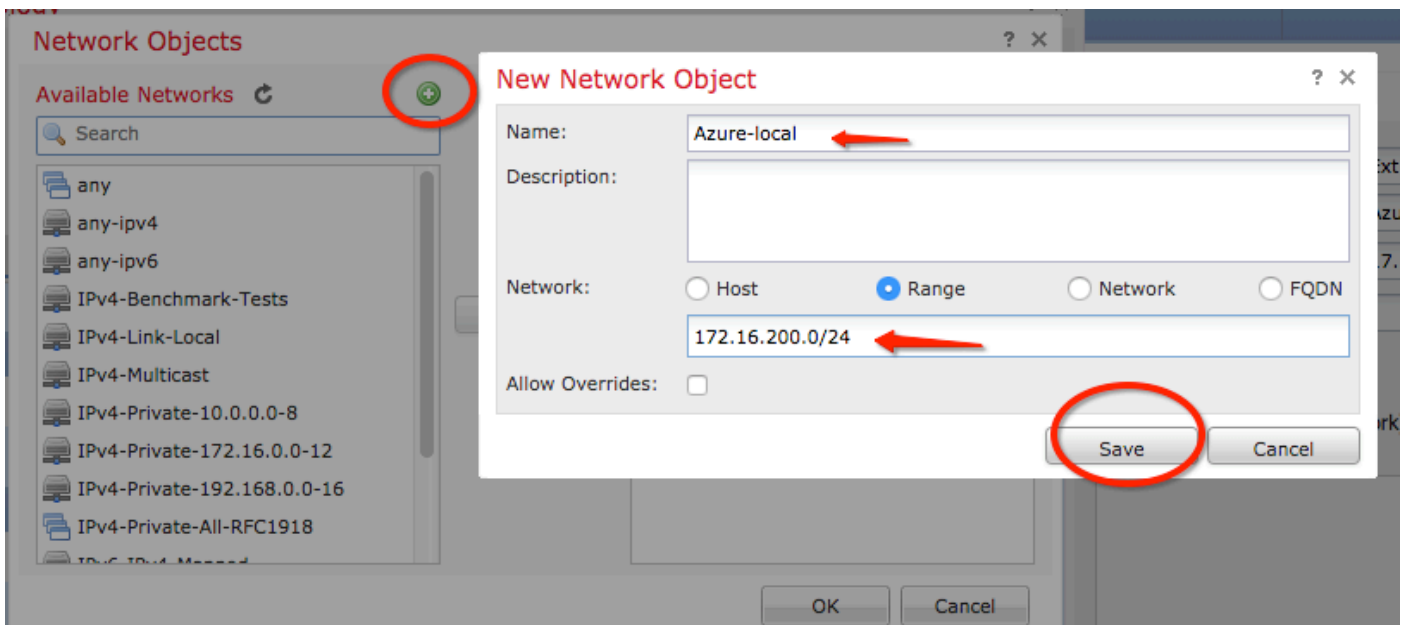 Network Objects
? ×
Available Networks
Search
any
any-ipv4
any-ipv6
IPv4-Benchmark-Tests
IPv4-Link-Local
IPv4-Multicast
IPv4-Private-10.0.0.0-8
IPv4-Private-172.16.0.0-12
IPv4-Private-192.168.0.0-16
IPv4-Private-All-RFC1918
OK
Cancel
New Network Object
? ×
Name:
Azure-local
Description:
Network:
Host
Range
Network
FQDN
172.16.200.0/24
Allow Overrides:
Save
Cancel